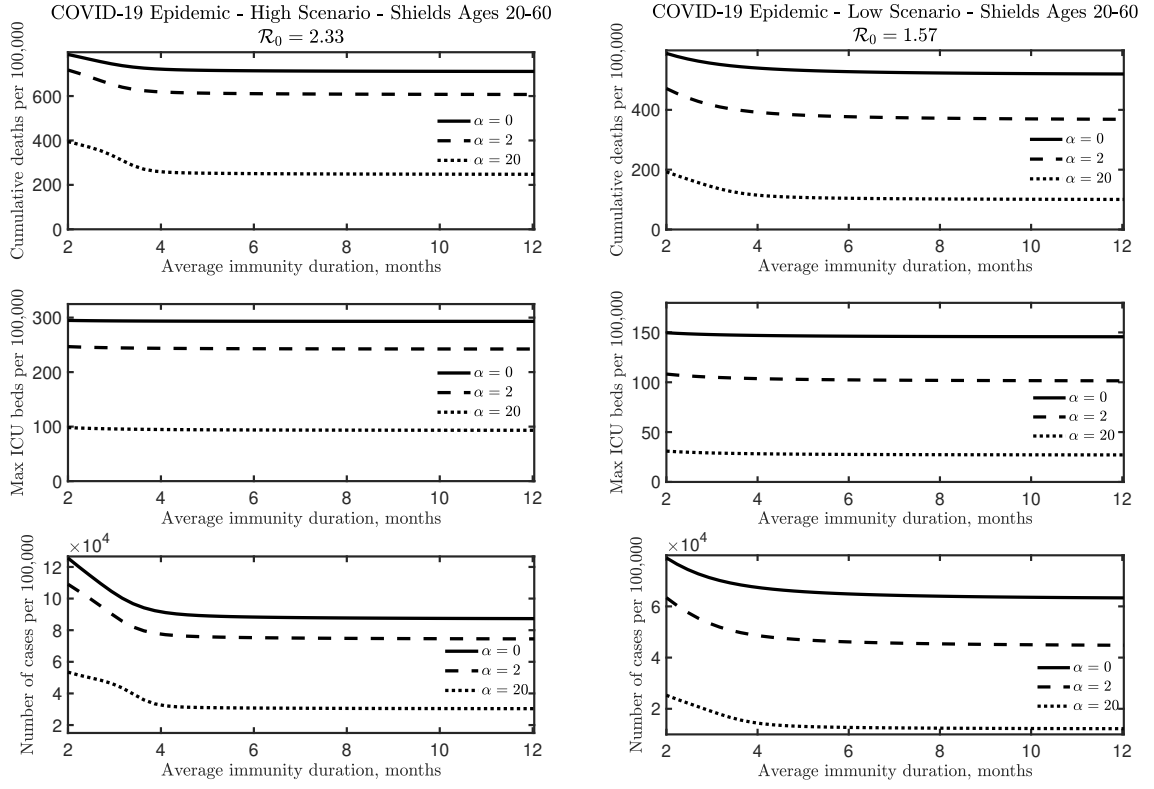 COVID-19 Epidemic - High Scenario - Shields Ages 20-60
R₀ = 2.33
Cumulative deaths per 100,000
600
400
200
0
α = 0
α = 2
α = 20
2 4 6 8 10 12
Average immunity duration, months
Max ICU beds per 100,000
300
200
100
0
α = 0
α = 2
α = 20
2 4 6 8 10 12
Average immunity duration, months
×10⁴
Number of cases per 100,000
12
10
8
6
4
2
α = 0
α = 2
α = 20
2 4 6 8 10 12
Average immunity duration, months
COVID-19 Epidemic - Low Scenario - Shields Ages 20-60
R₀ = 1.57
Cumulative deaths per 100,000
400
200
0
α = 0
α = 2
α = 20
2 4 6 8 10 12
Average immunity duration, months
Max ICU beds per 100,000
150
100
50
0
α = 0
α = 2
α = 20
2 4 6 8 10 12
Average immunity duration, months
×10⁴
Number of cases per 100,000
6
4
2
α = 0
α = 2
α = 20
2 4 6 8 10 12
Average immunity duration, months